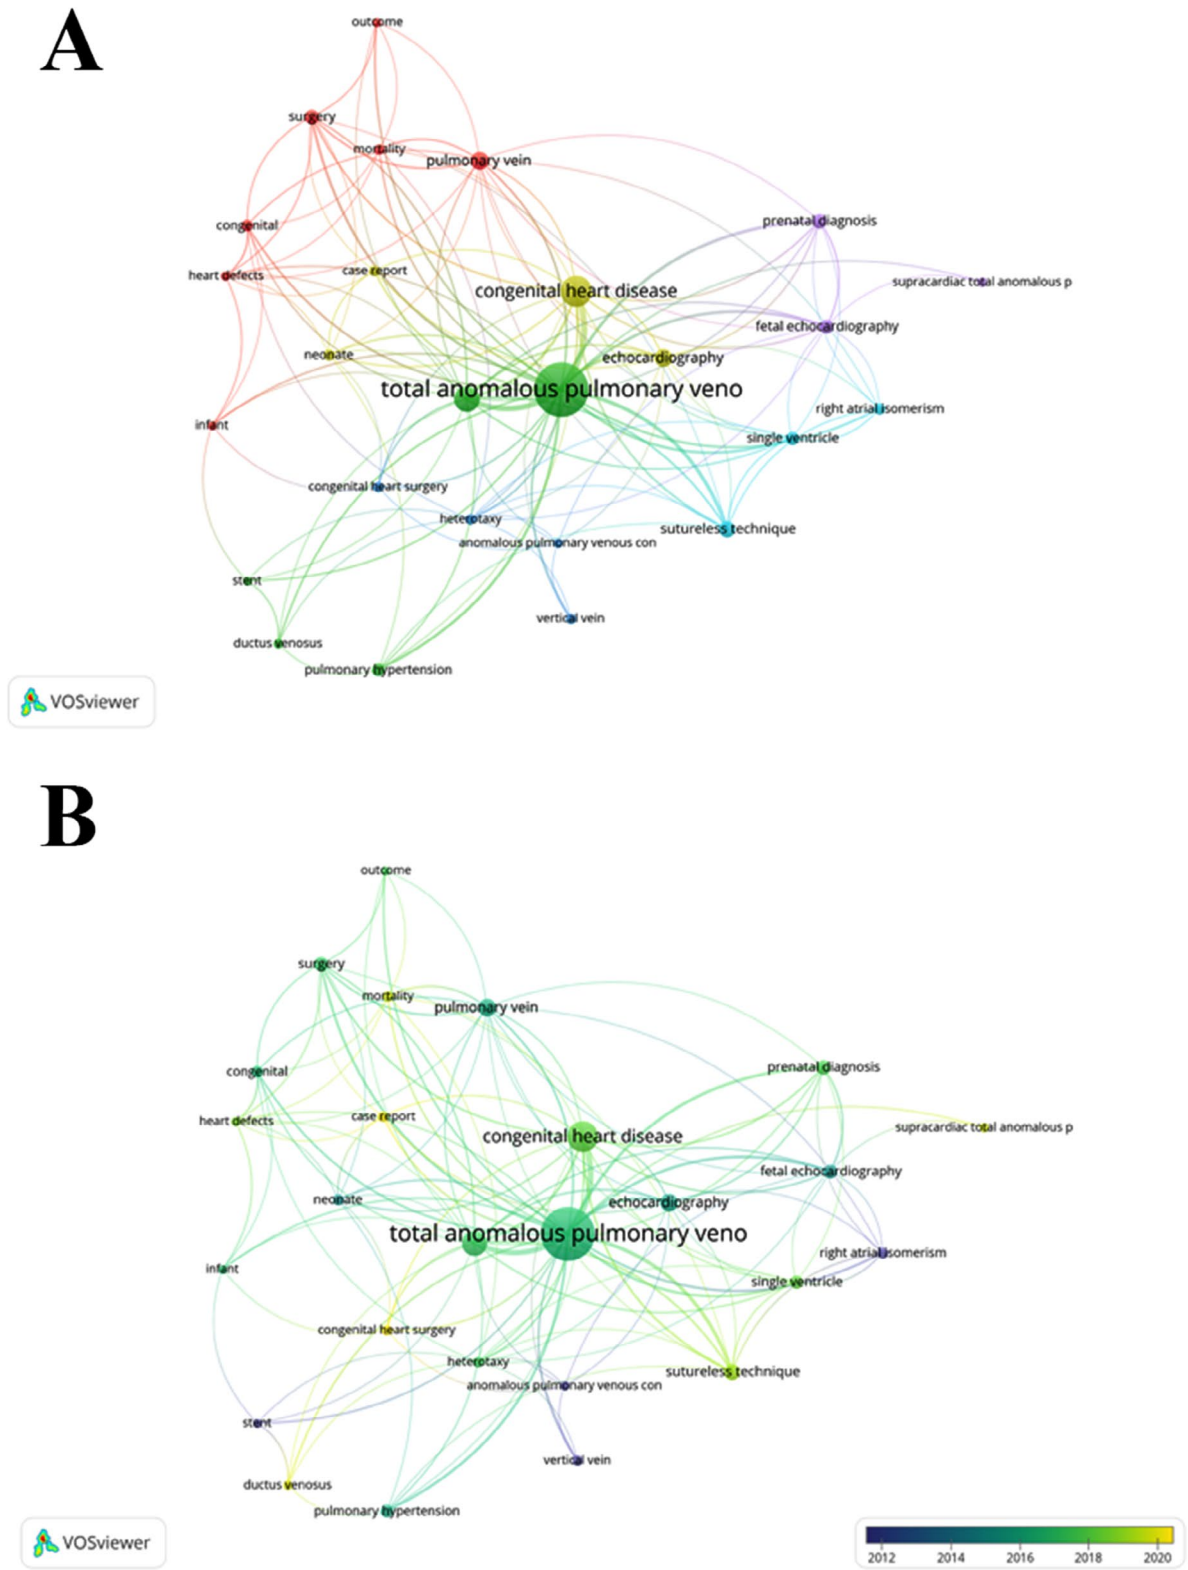 A
outcome
surgery
mortality
pulmonary vein
prenatal diagnosis
congenital
case report
heart defects
supracardiac total anomalous p
congenital heart disease
fetal echocardiography
neonate
echocardiography
total anomalous pulmonary veno
right atrial isomerism
infant
single ventricle
congenital heart surgery
heterotaxy
sutureless technique
anomalous pulmonary venous con
stent
vertical vein
ductus venosus
pulmonary hypertension
VOSviewer
B
outcome
surgery
mortality
pulmonary vein
prenatal diagnosis
congenital
case report
heart defects
supracardiac total anomalous p
congenital heart disease
fetal echocardiography
neonate
echocardiography
total anomalous pulmonary veno
right atrial isomerism
infant
single ventricle
congenital heart surgery
heterotaxy
sutureless technique
anomalous pulmonary venous con
stent
vertical vein
ductus venosus
pulmonary hypertension
VOSviewer
2012 2014 2016 2018 2020